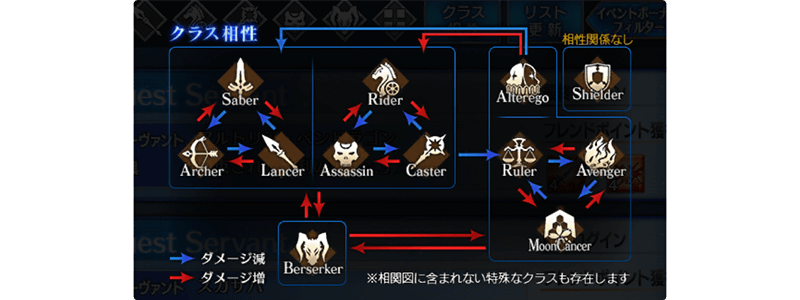 クラス
リスト
更新
イベントボーナ
フィルター
クラス相性
相性関係なし
Saber
Rider
Alterego
Shielder
Archer
Lancer
Assassin
Caster
Ruler
Avenger
MoonCancer
Berserker
ダメージ減
ダメージ増
※相関図に含まれない特殊なクラスも存在します